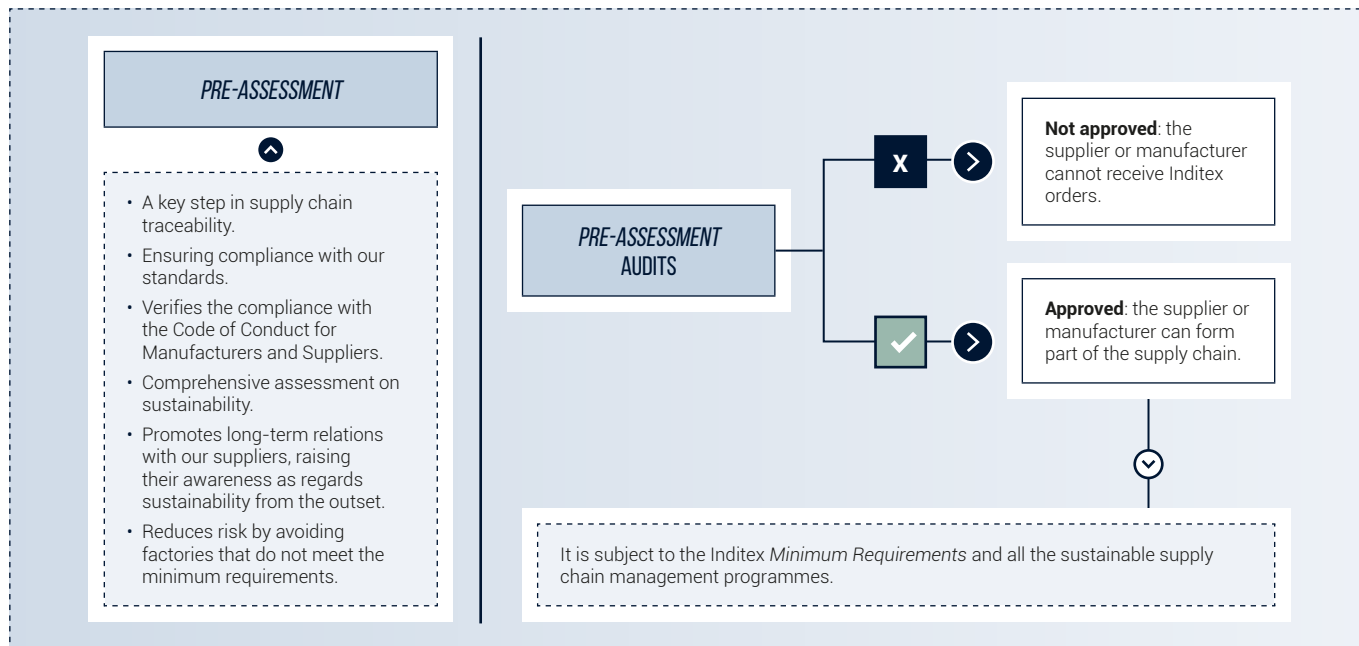 PRE-ASSESSMENT
• A key step in supply chain
traceability.
• Ensuring compliance with our
standards.
• Verifies the compliance with
the Code of Conduct for
Manufacturers and Suppliers.
• Comprehensive assessment on
sustainability.
• Promotes long-term relations
with our suppliers, raising
their awareness as regards
sustainability from the outset.
• Reduces risk by avoiding
factories that do not meet the
minimum requirements.
PRE-ASSESSMENT
AUDITS
X
Not approved: the
supplier or manufacturer
cannot receive Inditex
orders.
Approved: the supplier or
manufacturer can form
part of the supply chain.
It is subject to the Inditex Minimum Requirements and all the sustainable supply
chain management programmes.